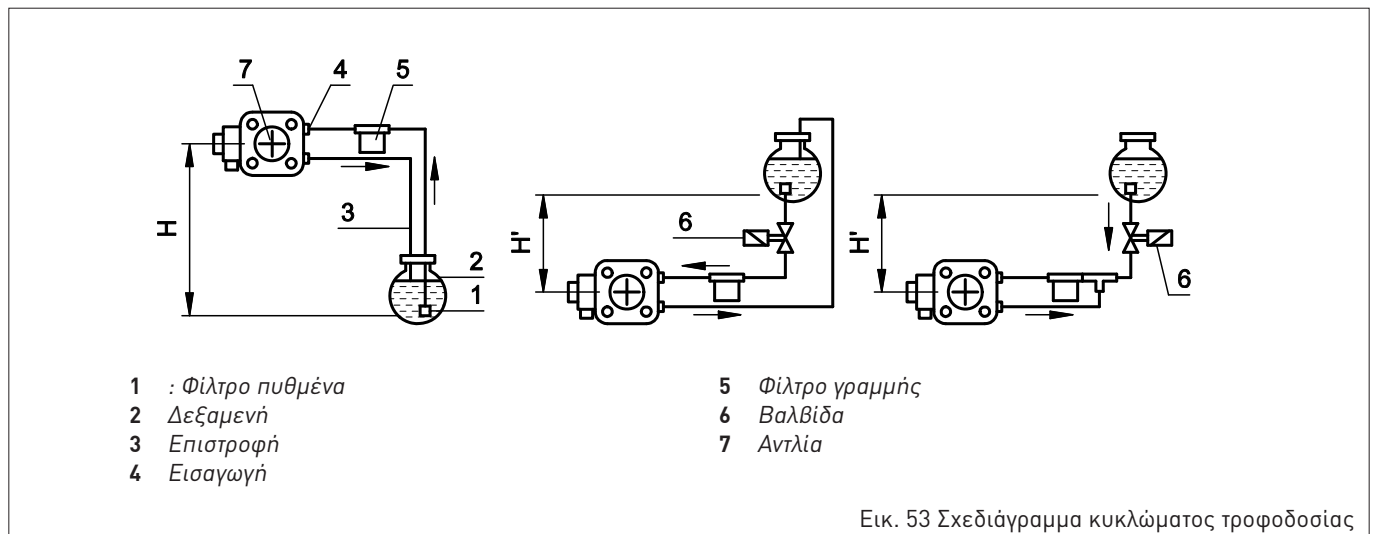 7 4 5
H
3
2
1
6
H'
H'
6
1 : Φίλτρο πυθμένα
2 Δεξαμενή
3 Επιστροφή
4 Εισαγωγή
5 Φίλτρο γραμμής
6 Βαλβίδα
7 Αντλία
Εικ. 53 Σχεδιάγραμμα κυκλώματος τροφοδοσίας